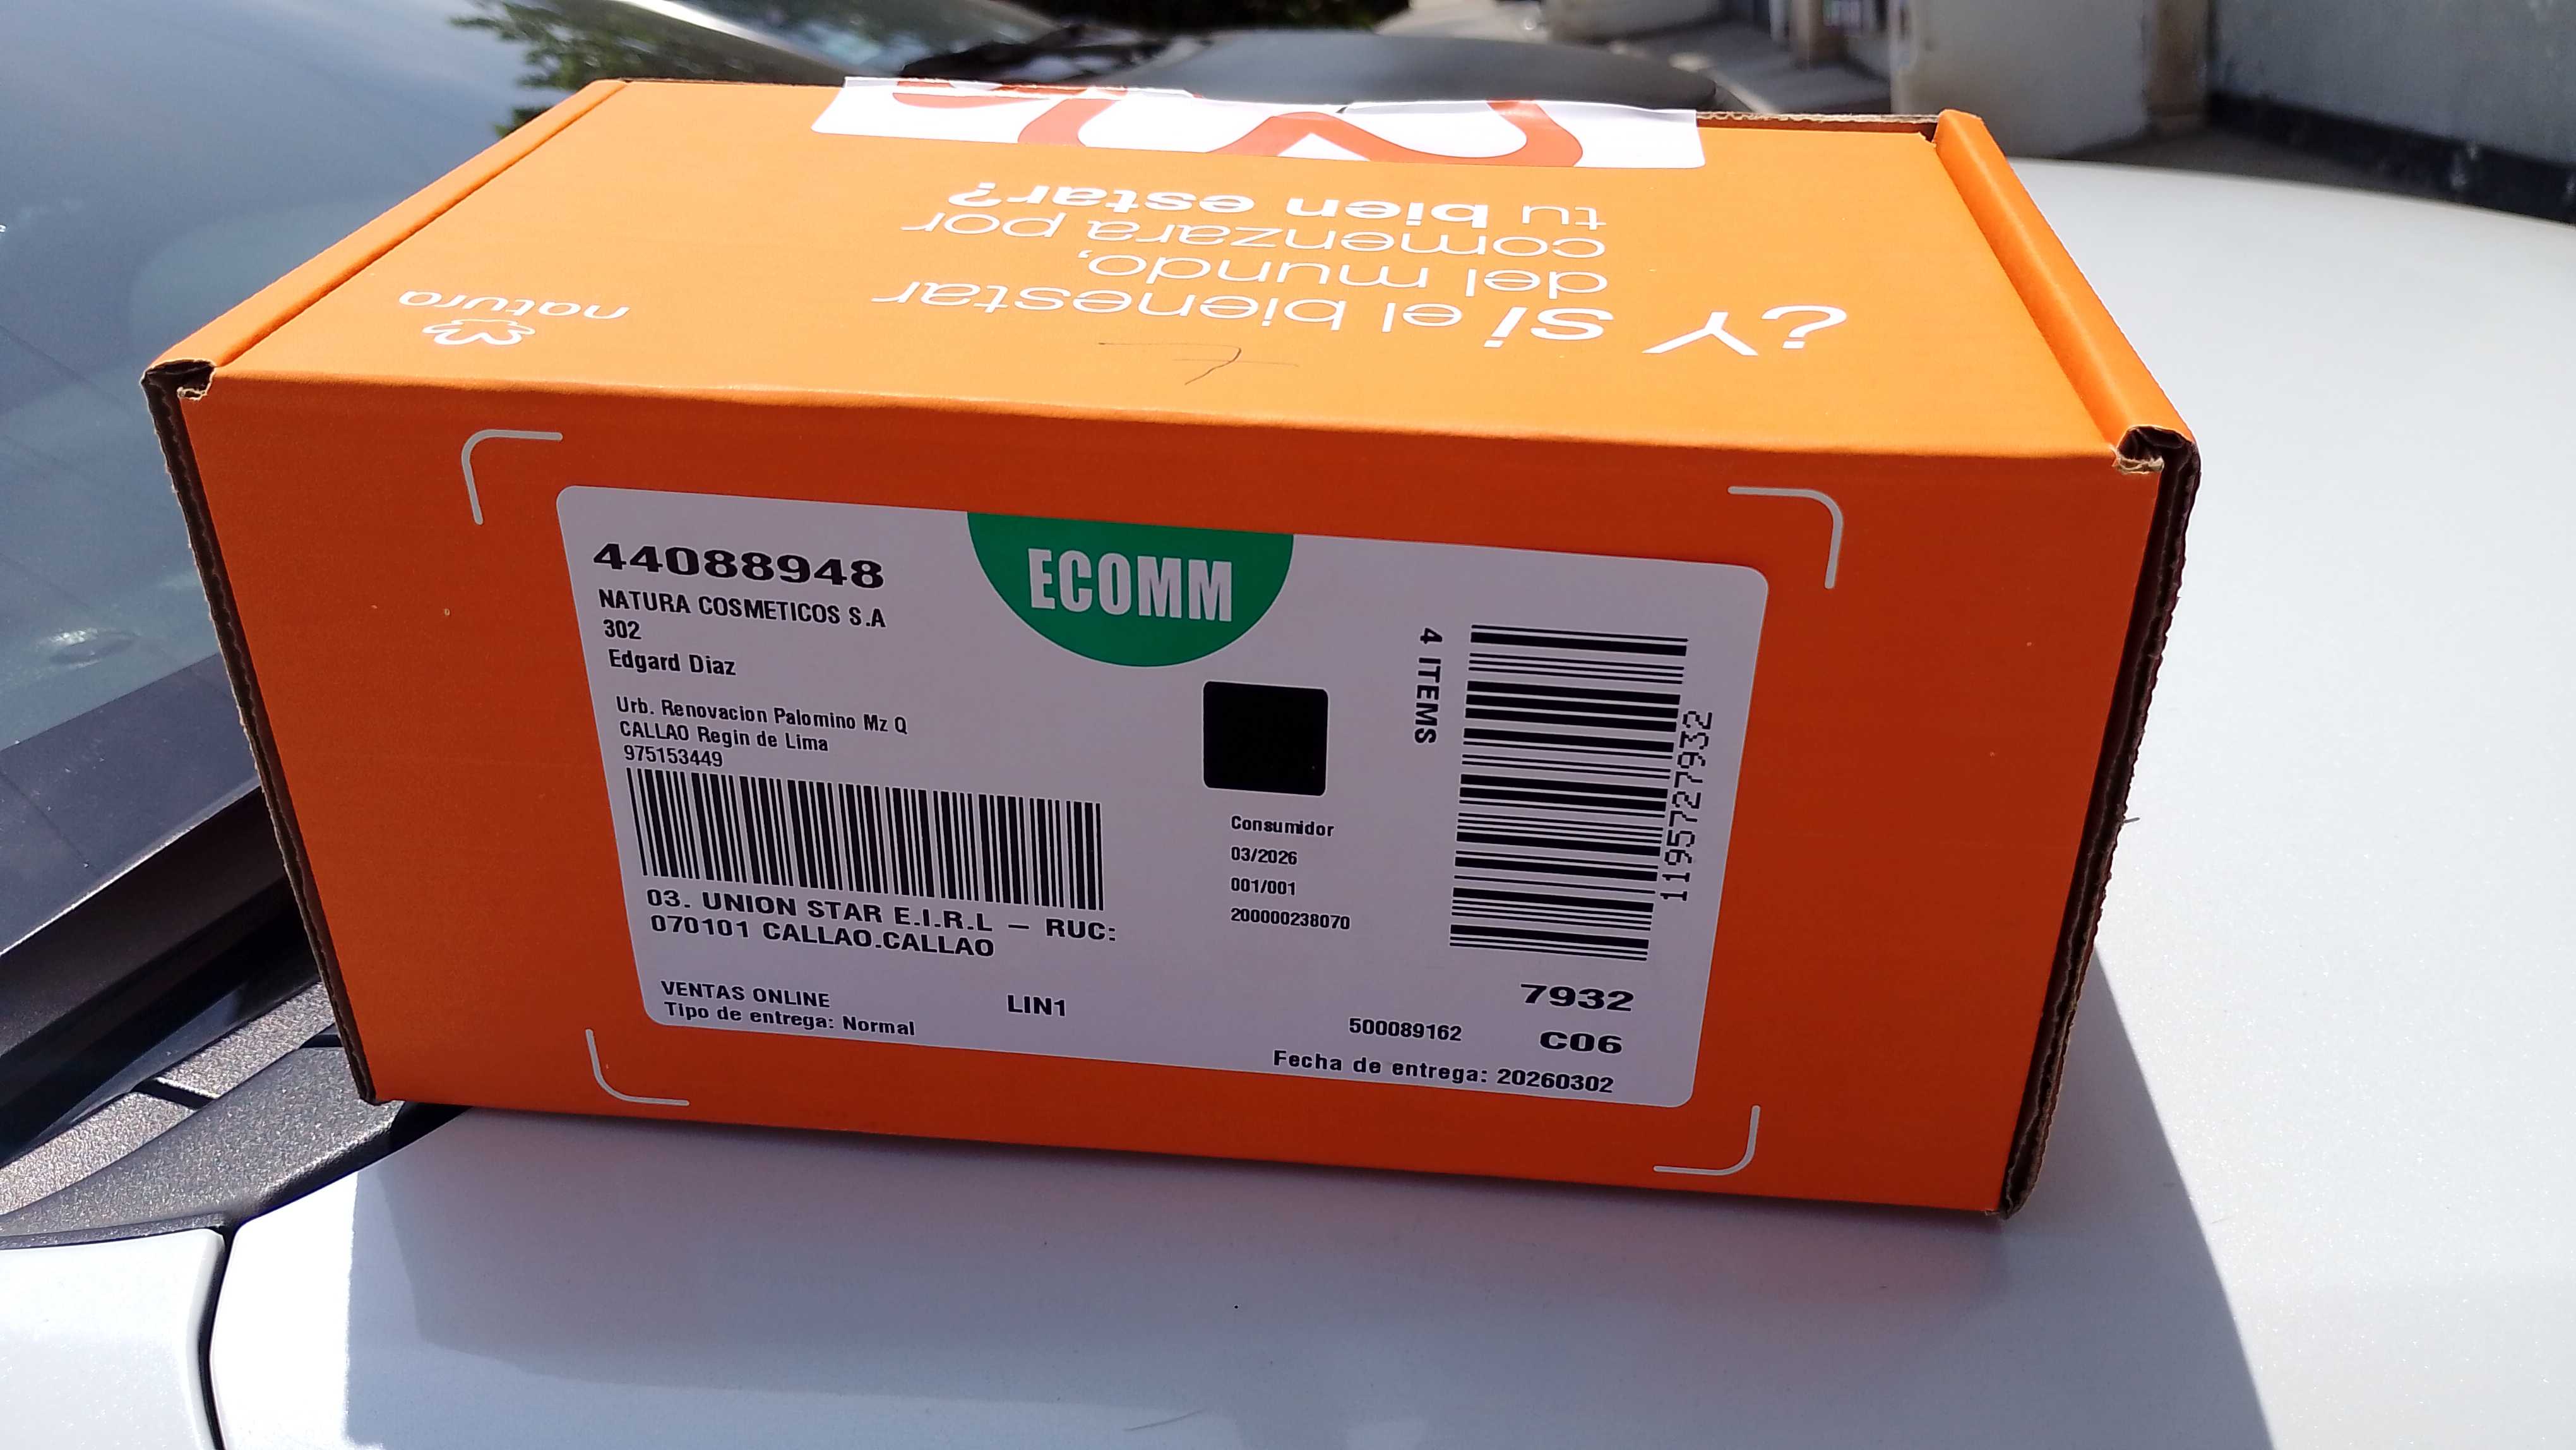 ¿Y si el bienestar
del mundo,
comenzara por
tu bien estar?
natura
44088948
NATURA COSMETICOS S.A
302
Edgard Diaz
Urb. Renovacion Palomino Mz Q
CALLAO Regin de Lima
975153449
03. UNION STAR E.I.R.L – RUC:
070101 CALLAO.CALLAO
VENTAS ONLINE
Tipo de entrega: Normal
LIN1
ECOMM
Consumidor
03/2026
001/001
200000238070
4 ITEMS
119572727932
7932
500089162
C06
Fecha de entrega: 20260302